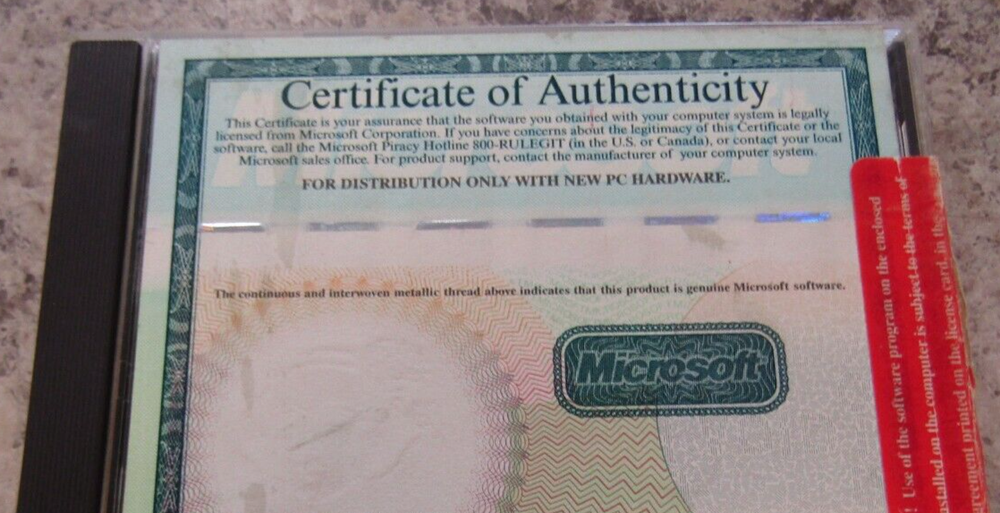 Certificate of Authenticity
This Certificate is your assurance that the software you obtained with your computer system is legally
licensed from Microsoft Corporation. If you have concerns about the legitimacy of this Certificate or the
software, call the Microsoft Piracy Hotline 800-RULEGIT (in the U.S. or Canada), or contact your local
Microsoft sales office. For product support, contact the manufacturer of your computer system.
FOR DISTRIBUTION ONLY WITH NEW PC HARDWARE.
The continuous and interwoven metallic thread above indicates that this product is genuine Microsoft software.
Microsoft
! Use of the software program on the enclosed
installed on the computer is subject to the terms of
agreement printed on the license card, in the